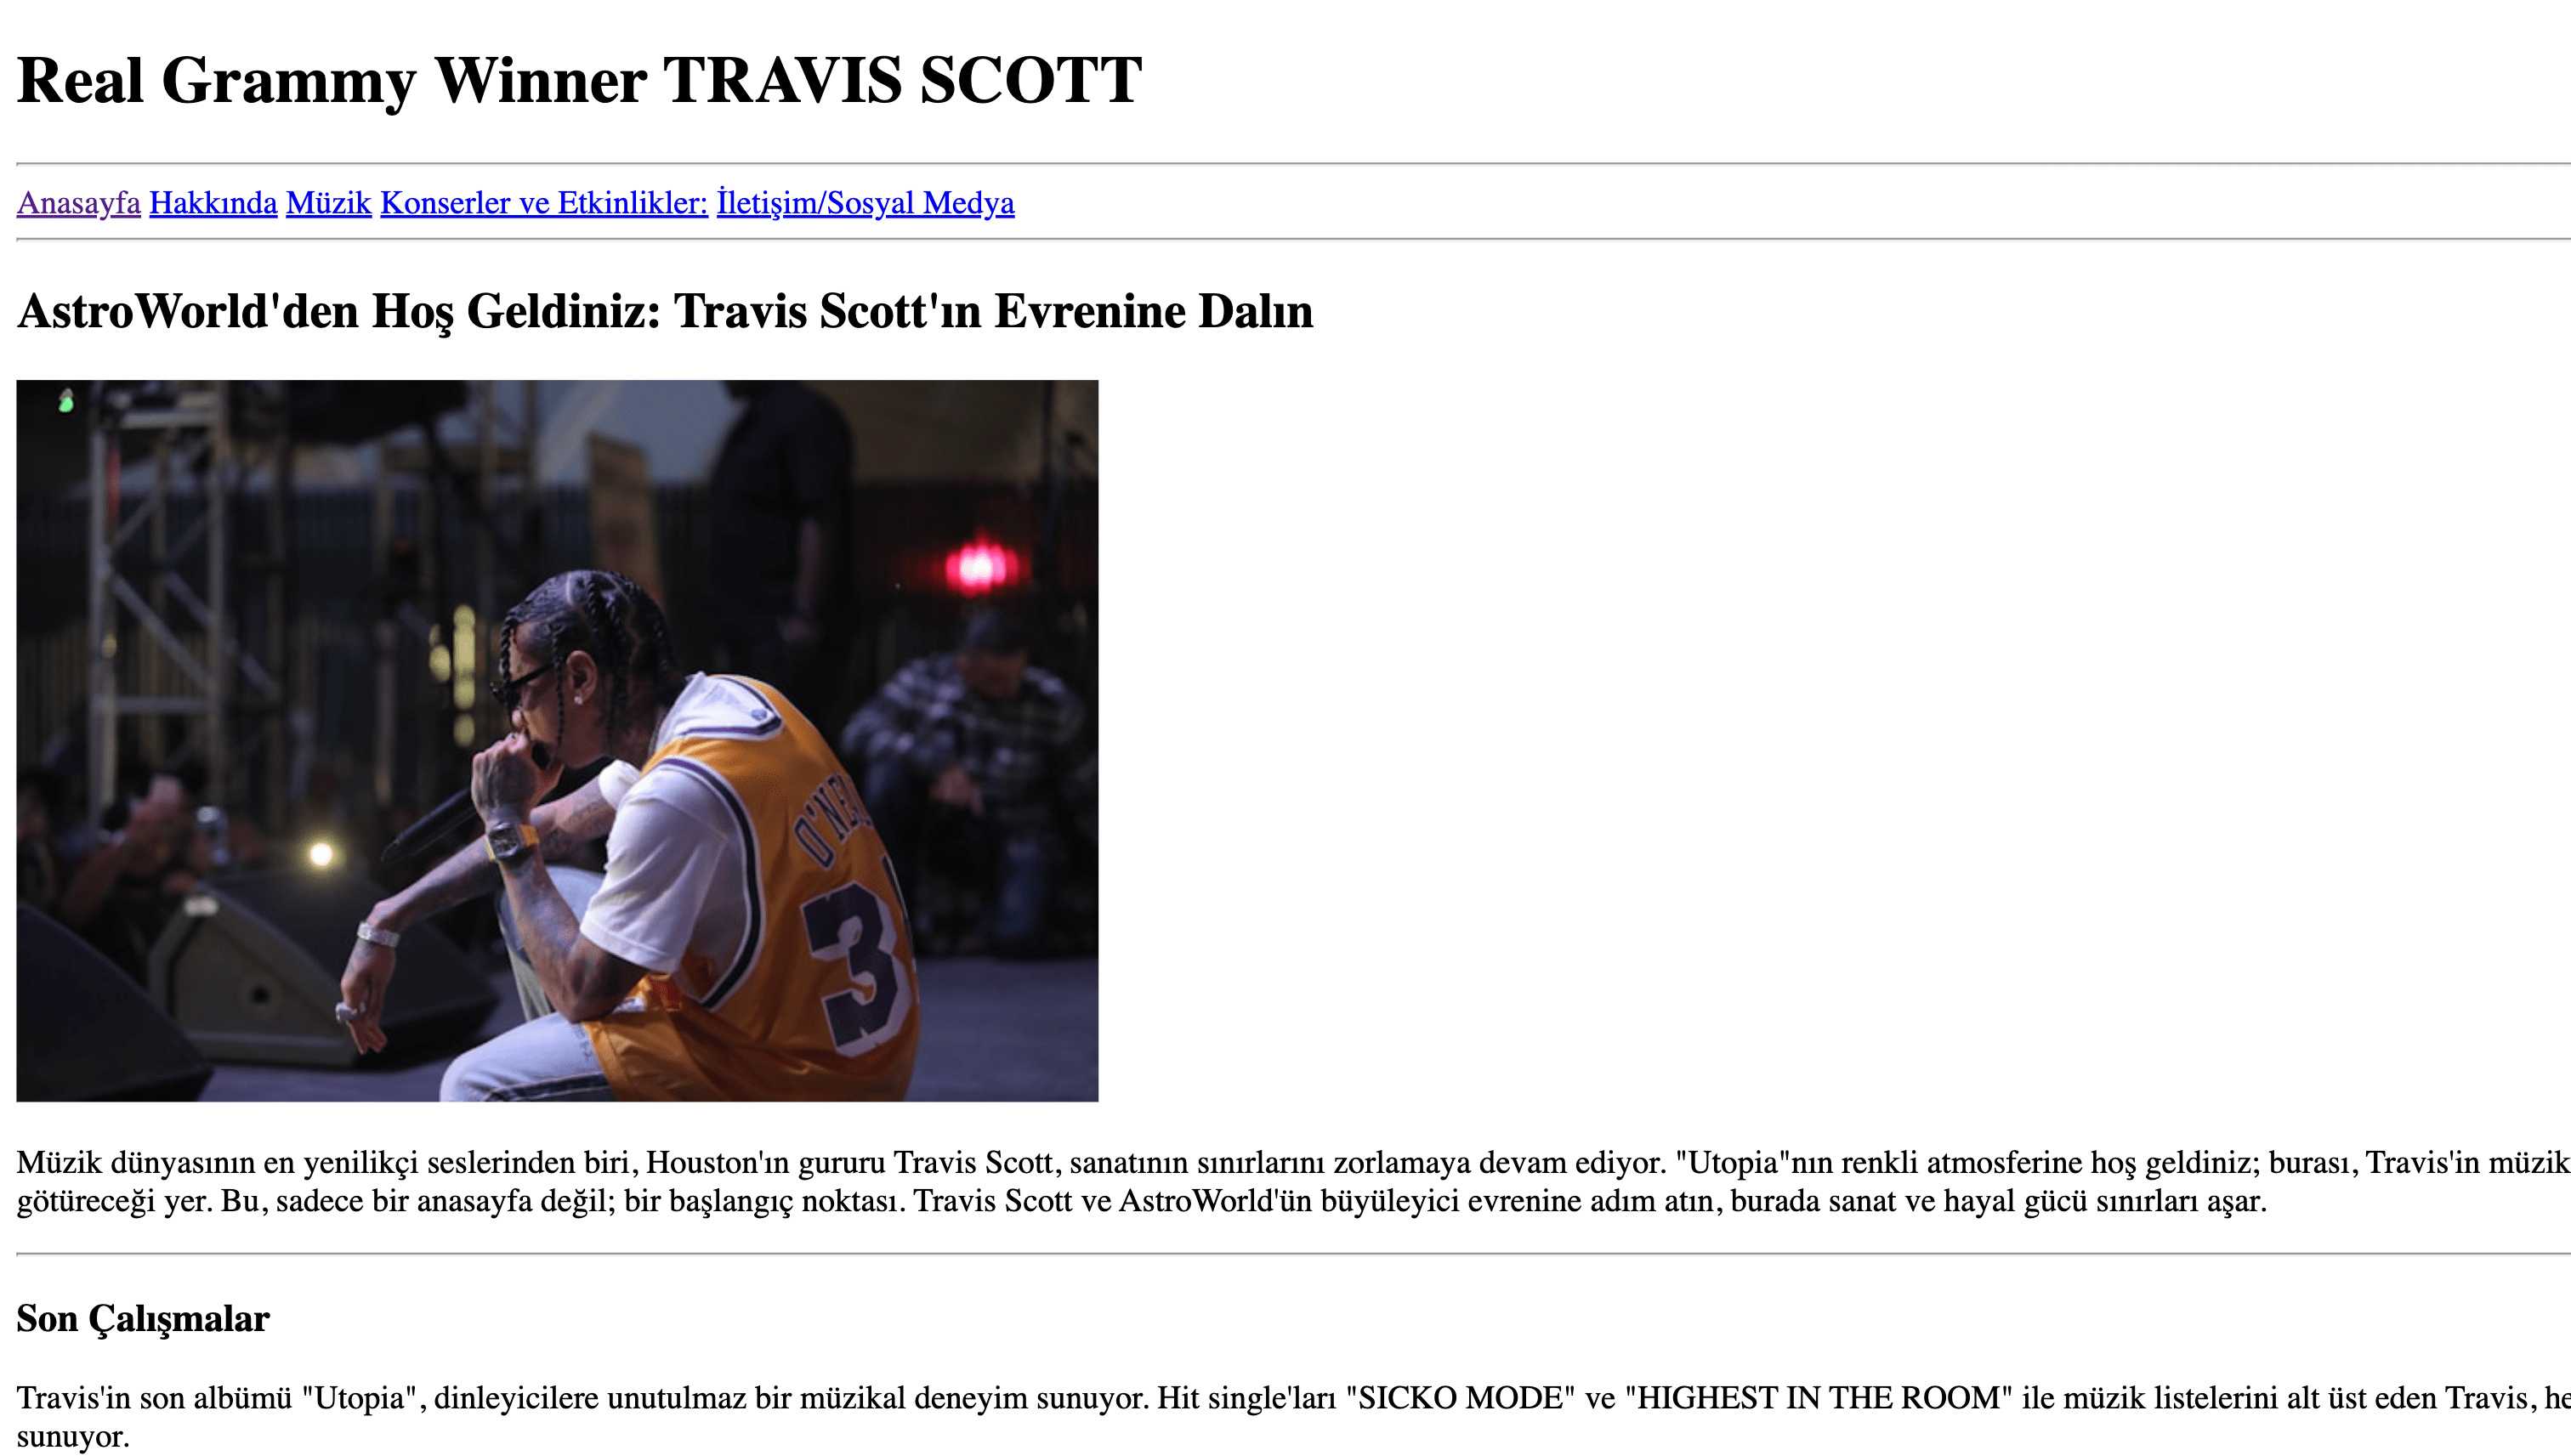 Real Grammy Winner TRAVIS SCOTT
Anasayfa Hakkında Müzik Konserler ve Etkinlikler: İletişim/Sosyal Medya
AstroWorld'den Hoş Geldiniz: Travis Scott'ın Evrenine Dalın
O'NEA
3
Müzik dünyasının en yenilikçi seslerinden biri, Houston'ın gururu Travis Scott, sanatının sınırlarını zorlamaya devam ediyor. "Utopia"nın renkli atmosferine hoş geldiniz; burası, Travis'in müzik
götüreceği yer. Bu, sadece bir anasayfa değil; bir başlangıç noktası. Travis Scott ve AstroWorld'ün büyüleyici evrenine adım atın, burada sanat ve hayal gücü sınırları aşar.
Son Çalışmalar
Travis'in son albümü "Utopia", dinleyicilere unutulmaz bir müzikal deneyim sunuyor. Hit single'ları "SICKO MODE" ve "HIGHEST IN THE ROOM" ile müzik listelerini alt üst eden Travis, he
sunuyor.